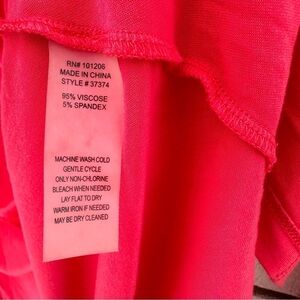 RN# 101206
MADE IN CHINA
STYLE # 37374
95% VISCOSE
5% SPANDEX
MACHINE WASH COLD
GENTLE CYCLE
ONLY NON-CHLORINE
BLEACH WHEN NEEDED
LAY FLAT TO DRY
WARM IRON IF NEEDED
MAY BE DRY CLEANED